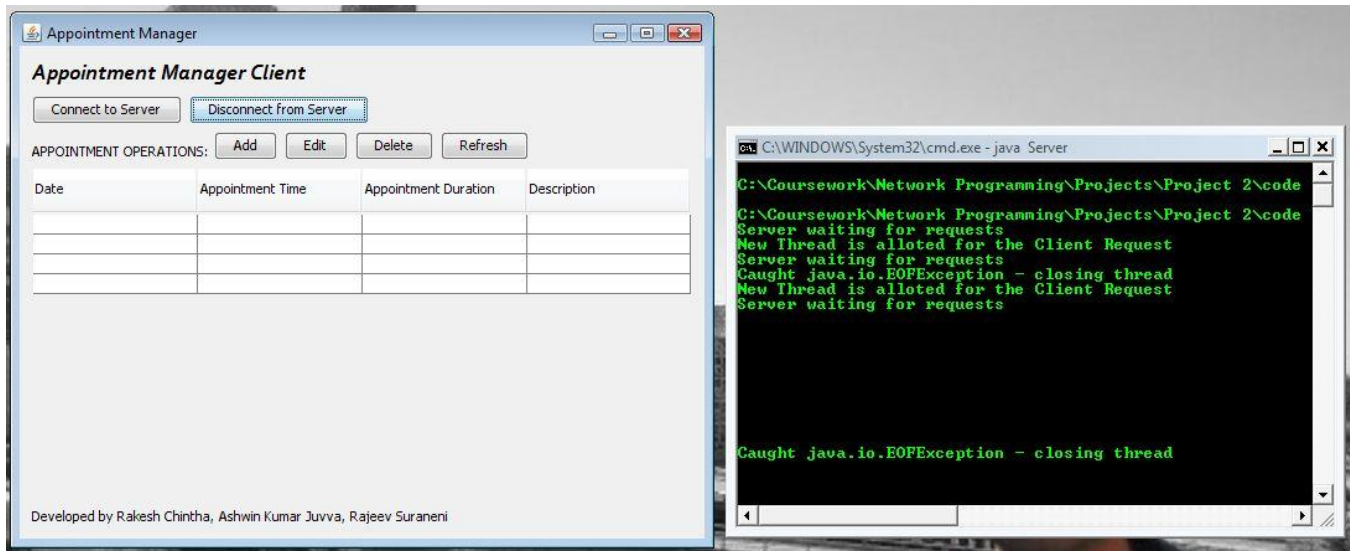 Appointment Manager
Appointment Manager Client
Connect to Server Disconnect from Server
APPOINTMENT OPERATIONS: Add Edit Delete Refresh
Date Appointment Time Appointment Duration Description
Developed by Rakesh Chintha, Ashwin Kumar Juvva, Rajeev Suraneni
C:\WINDOWS\System32\cmd.exe - java Server
C:\Coursework\Network Programming\Projects\Project 2\code
C:\Coursework\Network Programming\Projects\Project 2\code
Server waiting for requests
New Thread is alloted for the Client Request
Server waiting for requests
Caught java.io.EOFException - closing thread
New Thread is alloted for the Client Request
Server waiting for requests
Caught java.io.EOFException - closing thread